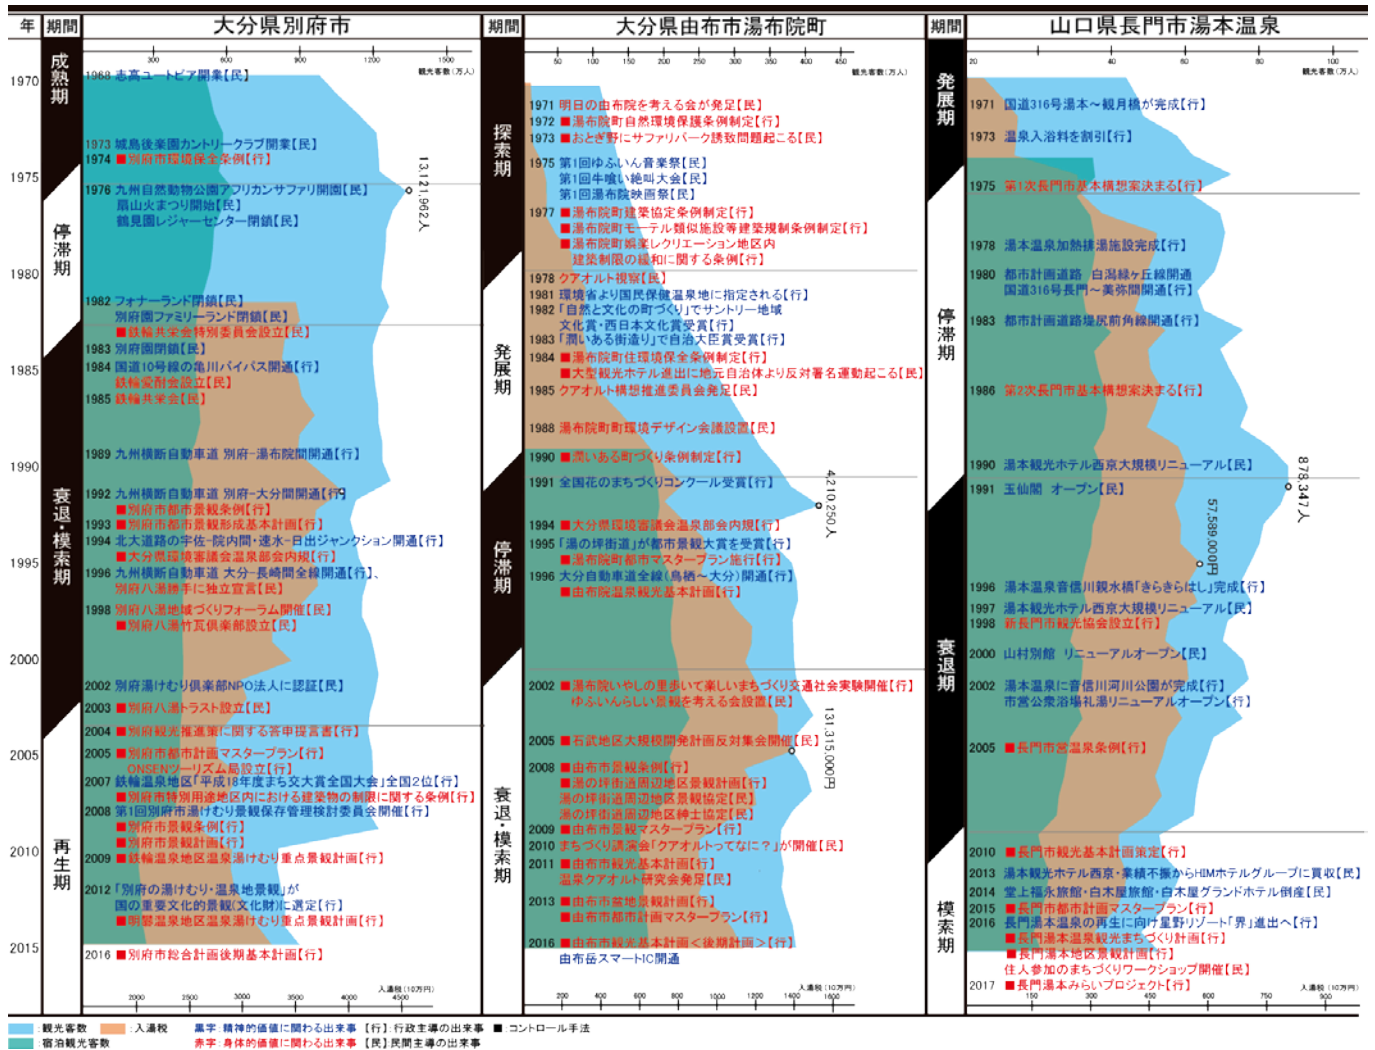 年 期間 大分県別府市 期間 大分県由布市湯布院町 期間 山口県長門市湯本温泉
300 600 900 1200 1500
観光客数(万人)
50 100 150 200 250 300 350 400 450
観光客数(万人)
20 40 60 80 100
観光客数(万人)
1970
1975
1980
1985
1990
1995
2000
2005
2010
2015
成熟期
停滞期
衰退・模索期
再生期
1968 志高ユートピア開業【民】
1973 城島後楽園カントリークラブ開業【民】
1974 ■別府市環境保全条例【行】
1976 九州自然動物公園アフリカンサファリ開園【民】
扇山火まつり開始【民】
鶴見園レジャーセンター閉鎖【民】
13,121,962人
1982 フォナーランド閉鎖【民】
別府園ファミリーランド閉鎖【民】
■鉄輪共栄会特別委員会設立【民】
1983 別府園閉鎖【民】
1984 国道10号線の亀川バイパス開通【行】
鉄輪愛酎会設立【民】
1985 鉄輪共栄会【民】
1989 九州横断自動車道 別府-湯布院間開通【行】
1992 九州横断自動車道 別府-大分間開通【行】
■別府市都市景観条例【行】
1993 ■別府市都市景観形成基本計画【行】
1994 北大道路の宇佐-院内間・速水-日出ジャンクション開通【行】
■大分県環境審議会温泉部会内規【行】
1996 九州横断自動車道 大分-長崎間全線開通【行】、
別府八湯勝手に独立宣言【民】
1998 別府八湯地域づくりフォーラム開催【民】
■別府八湯竹瓦倶楽部設立【民】
2002 別府湯けむり倶楽部NPO法人に認証【民】
2003 ■別府八湯トラスト設立【民】
2004 ■別府観光推進策に関する答申提言書【行】
2005 ■別府市都市計画マスタープラン【行】
ONSENツーリズム局設立【行】
2007 鉄輪温泉地区「平成18年度まち交大賞全国大会」全国2位【行】
■別府市特別用途地区内における建築物の制限に関する条例【行】
2008 第1回別府市湯けむり景観保存管理検討委員会開催【行】
■別府市景観条例【行】
■別府市景観計画【行】
2009 ■鉄輪温泉地区温泉湯けむり重点景観計画【行】
2012 「別府の湯けむり・温泉地景観」が
国の重要文化的景観(文化財)に選定【行】
■明礬温泉地区温泉湯けむり重点景観計画【行】
2016 ■別府市総合計画後期基本計画【行】
入湯税(10万円)
2000 3000 4500
探索期
発展期
停滞期
衰退・模索期
1971 明日の由布院を考える会が発足【民】
1972 ■湯布院町自然環境保護条例制定【行】
1973 ■おとぎ野にサファリパーク誘致問題起こる【民】
1975 第1回ゆふいん音楽祭【民】
第1回牛喰い絶叫大会【民】
第1回湯布院映画祭【民】
1977 ■湯布院町建築協定条例制定【行】
■湯布院町モーテル類似施設等建築規制条例制定【行】
■湯布院町娯楽レクリエーション地区内
建築制限の緩和に関する条例【行】
1978 クアオルト視察【民】
1981 環境省より国民保健温泉地に指定される【行】
1982 「自然と文化の町づくり」でサントリー地域
文化賞・西日本文化賞受賞【行】
1983 「潤いある街造り」で自治大臣賞受賞【行】
1984 ■湯布院町住環境保全条例制定【行】
■大型観光ホテル進出に地元自治体より反対署名運動起こる【民】
1985 クアオルト構想推進委員会発足【民】
1988 湯布院町町環境デザイン会議設置【民】
1990 ■潤いある町づくり条例制定【行】
1991 全国花のまちづくりコンクール受賞【行】
4,210,250人
1994 ■大分県環境審議会温泉部会内規【行】
1995 「湯の坪街道」が都市景観大賞を受賞【行】
■湯布院町都市マスタープラン施行【行】
1996 大分自動車道全線(鳥栖～大分)開通【行】
■由布院温泉観光基本計画【行】
2002 ■湯布院いやしの里歩いて楽しいまちづくり交通社会実験開催【行】
ゆふいんらしい景観を考える会設置【民】
131,315,000円
2005 ■石武地区大規模開発計画反対集会開催【民】
2008 ■由布市景観条例【行】
■湯の坪街道周辺地区景観計画【行】
湯の坪街道周辺地区景観協定【民】
湯の坪街道周辺地区紳士協定【民】
2009 ■由布市景観マスタープラン【行】
2010 まちづくり講演会「クアオルトってなに?」が開催【民】
2011 ■由布市観光基本計画【行】
温泉クアオルト研究会発足【民】
2013 ■由布市盆地景観計画【行】
■由布市都市計画マスタープラン【行】
2016 ■由布市観光基本計画<後期計画>【行】
由布岳スマートIC開通
入湯税(10万円)
200 400 600 800 1000 1200 1400 1600
発展期
停滞期
衰退期
模索期
1971 国道316号湯本～観月橋が完成【行】
1973 温泉入浴料を割引【行】
1975 第1次長門市基本構想案決まる【行】
1978 湯本温泉加熱排湯施設完成【行】
1980 都市計画道路 白潟緑ヶ丘線開通
国道316号長門～美弥間開通【行】
1983 都市計画道路堤尻前角線開通【行】
1986 第2次長門市基本構想案決まる【行】
1990 湯本観光ホテル西京大規模リニューアル【民】
1991 玉仙閣 オープン【民】
878,347人
57,589,000円
1996 湯本温泉音信川親水橋「きらきらはし」完成【行】
1997 湯本観光ホテル西京大規模リニューアル【民】
1998 新長門市観光協会設立【行】
2000 山村別館 リニューアルオープン【民】
2002 湯本温泉に音信川河川公園が完成【行】
市営公衆浴場礼湯リニューアルオープン【行】
2005 ■長門市営温泉条例【行】
2010 ■長門市観光基本計画策定【行】
2013 湯本観光ホテル西京・業績不振からHIMホテルグループに買収【民】
2014 堂上福永旅館・白木屋旅館・白木屋グランドホテル倒産【民】
2015 ■長門市都市計画マスタープラン【行】
2016 長門湯本温泉の再生に向け星野リゾート「界」進出へ【行】
■長門湯本温泉観光まちづくり計画【行】
■長門湯本地区景観計画【行】
住人参加のまちづくりワークショップ開催【民】
2017 ■長門湯本みらいプロジェクト【行】
入湯税(10万円)
150 300 450 600 750 900
:観光客数 :入湯税 黒字:精神的価値に関わる出来事 【行】:行政主導の出来事 ■:コントロール手法
:宿泊観光客数 赤字:身体的価値に関わる出来事 【民】:民間主導の出来事